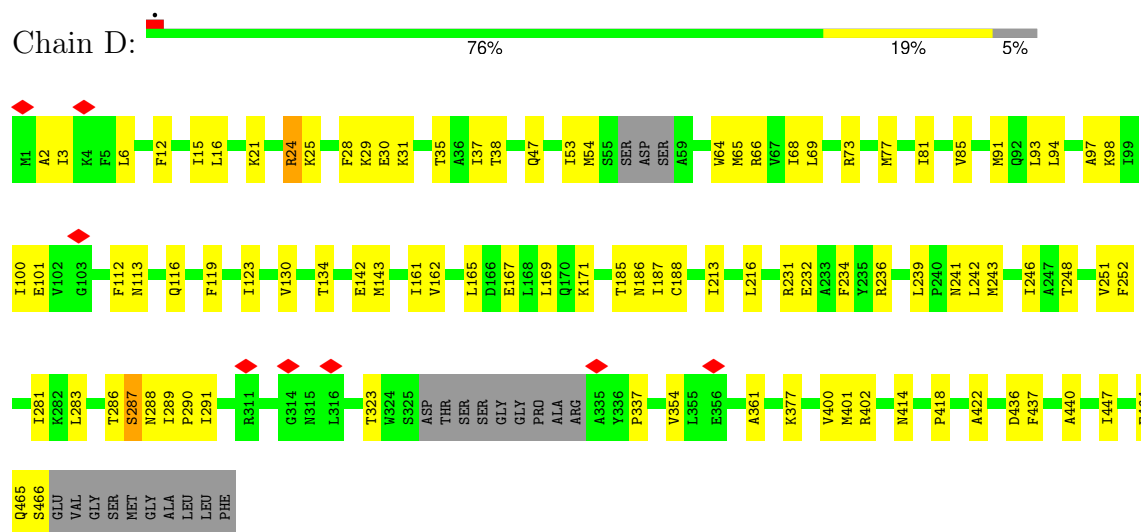 Chain D:
76% 19% 5%
M1 A2 I3 K4 F5 L6 F12 I15 L16 K21 R24 K25 F28 K29 E30 K31 T35 A36 I37 T38 Q47 I53 M54 S55 SER ASP SER A59 W64 M65 R66 V67 I68 L69 R73 M77 I81 V85 M91 Q92 L93 L94 A97 K98 I99
I100 E101 V102 G103 F112 N113 Q116 F119 I123 V130 T134 E142 M143 I161 V162 L165 D166 E167 L168 L169 Q170 K171 T185 N186 I187 C188 I213 L216 R231 E232 A233 F234 Y235 R236 L239 P240 N241 L242 M243 I246 A247 T248 V251 F252
I281 K282 L283 T286 S287 N288 I289 P290 I291 R311 G314 N315 L316 T323 W324 S325 ASP THR SER SER GLY GLY PRO ALA ARG A335 Y336 P337 V354 L355 E356 A361 K377 V400 M401 R402 N414 P418 A422 D436 F437 A440 I447
Q465 S466 GLU VAL GLY SER MET GLY ALA LEU LEU PHE